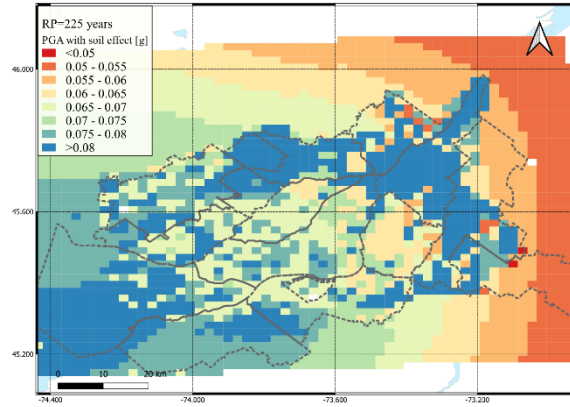 RP=225 years
PGA with soil effect [g]
<0.05
0.05 - 0.055
0.055 - 0.06
0.06 - 0.065
0.065 - 0.07
0.07 - 0.075
0.075 - 0.08
>0.08
46.000
45.600
45.200
0 10 20 km
-74.400 -74.000 -73.600 -73.200